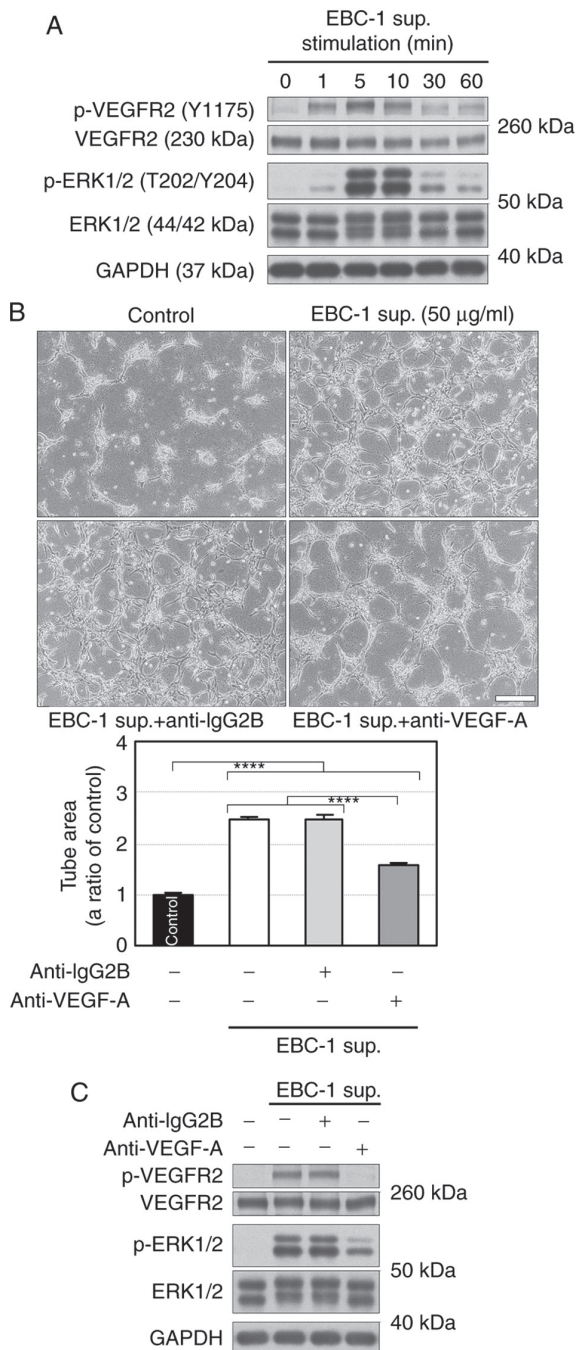 A
EBC-1 sup.
stimulation (min)
0 1 5 10 30 60
p-VEGFR2 (Y1175)
260 kDa
VEGFR2 (230 kDa)
p-ERK1/2 (T202/Y204)
50 kDa
ERK1/2 (44/42 kDa)
40 kDa
GAPDH (37 kDa)
B
Control
EBC-1 sup. (50 μg/ml)
EBC-1 sup.+anti-IgG2B
EBC-1 sup.+anti-VEGF-A
Tube area
(a ratio of control)
4
3
2
1
0
****
****
Control
Anti-IgG2B − − + −
Anti-VEGF-A − − − +
EBC-1 sup.
C
EBC-1 sup.
Anti-IgG2B − − + −
Anti-VEGF-A − − − +
p-VEGFR2
260 kDa
VEGFR2
p-ERK1/2
50 kDa
ERK1/2
40 kDa
GAPDH